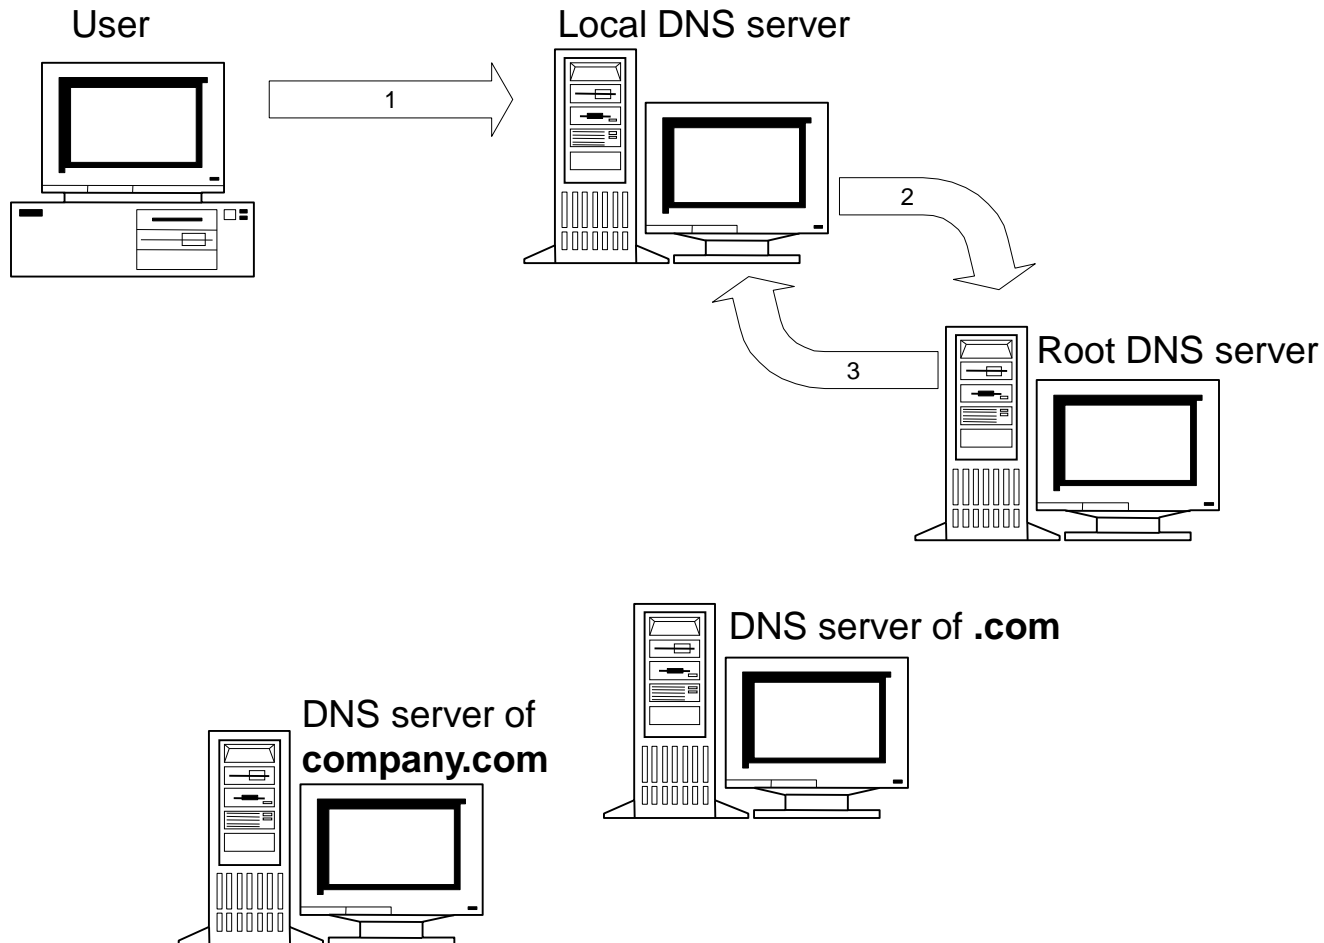 User
Local DNS server
1
2
3
Root DNS server
DNS server of .com
DNS server of
company.com